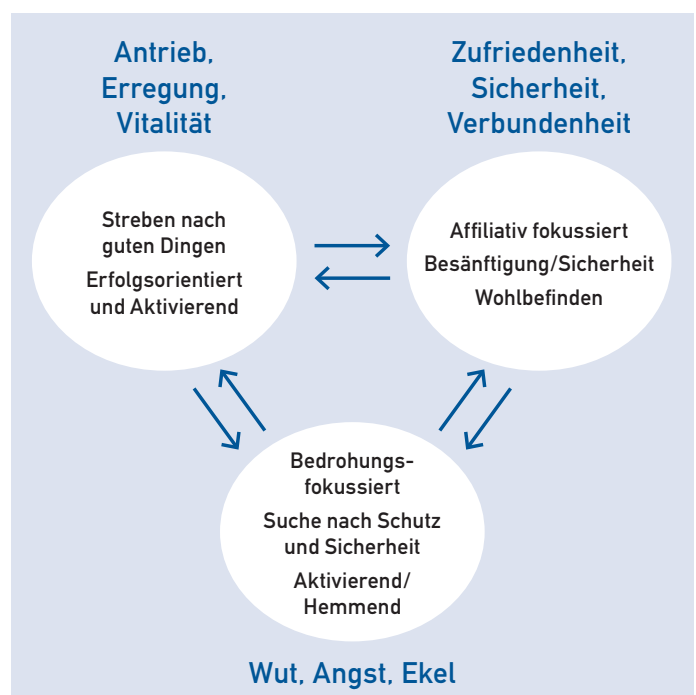 Antrieb,
Erregung,
Vitalität
Zufriedenheit,
Sicherheit,
Verbundenheit
Streben nach
guten Dingen
Erfolgsorientiert
und Aktivierend
Affiliativ fokussiert
Besänftigung/Sicherheit
Wohlbefinden
Bedrohungs-
fokussiert
Suche nach Schutz
und Sicherheit
Aktivierend/
Hemmend
Wut, Angst, Ekel